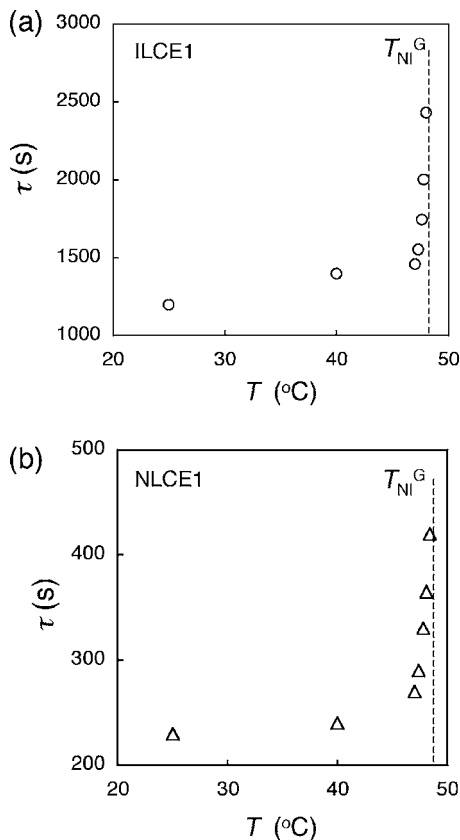 (a)
3000
ILCE1
T_NI^G
2500
τ (s)
2000
1500
1000
20 30 40 50
T (°C)
(b)
500
NLCE1
T_NI^G
400
τ (s)
300
200
20 30 40 50
T (°C)